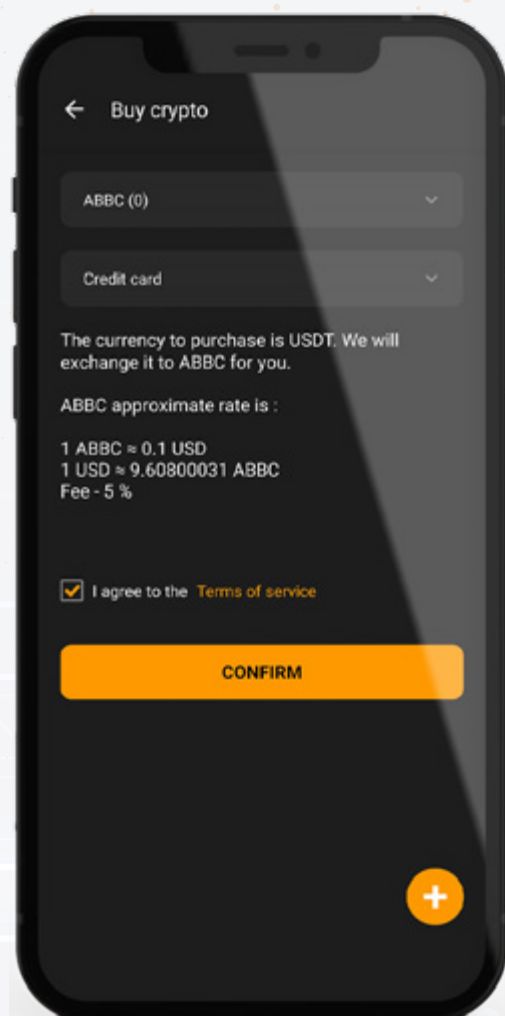 Buy crypto
ABBC (0)
Credit card
The currency to purchase is USDT. We will
exchange it to ABBC for you.
ABBC approximate rate is :
1 ABBC ≈ 0.1 USD
1 USD ≈ 9.60800031 ABBC
Fee - 5 %
I agree to the Terms of service
CONFIRM